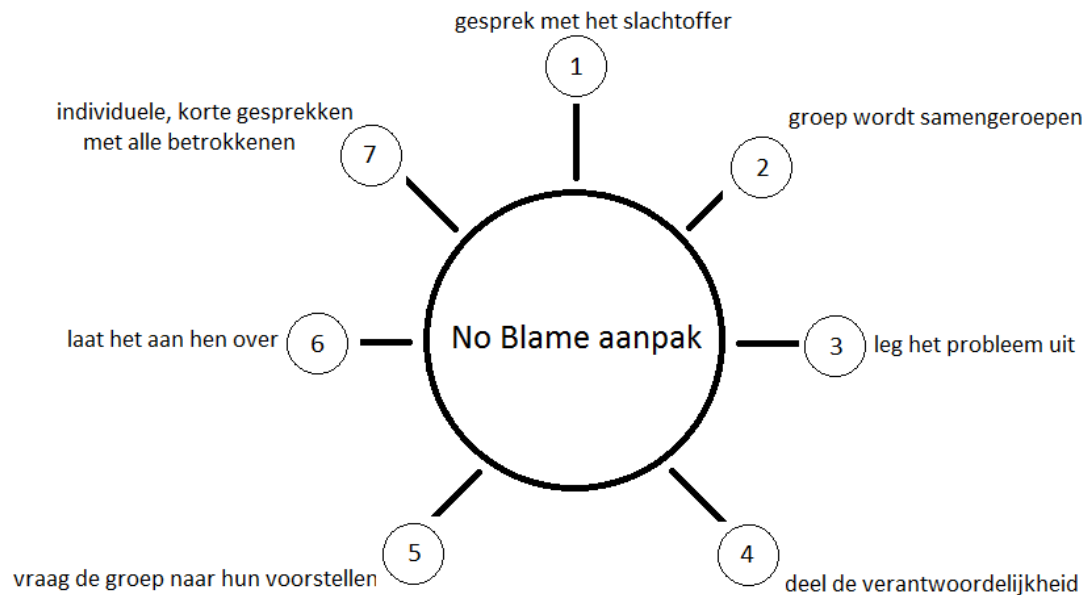 gesprek met het slachtoffer
1
groep wordt samengeroepen
2
leg het probleem uit
3
deel de verantwoordelijkheid
4
vraag de groep naar hun voorstellen
5
laat het aan hen over
6
individuele, korte gesprekken
met alle betrokkenen
7
No Blame aanpak